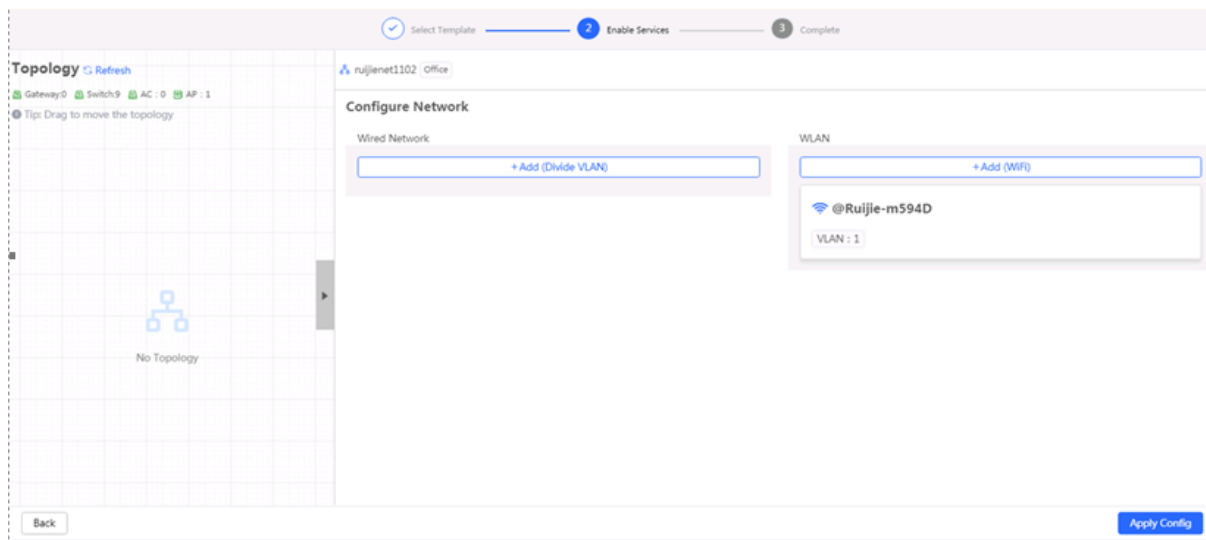 Select Template
2 Enable Services
3 Complete
Topology Refresh
Gateway:0 Switch:9 AC : 0 AP : 1
Tip: Drag to move the topology
No Topology
ruijienet1102 Office
Configure Network
Wired Network
+ Add (Divide VLAN)
WLAN
+ Add (WiFi)
@Ruijie-m594D
VLAN : 1
Back
Apply Config